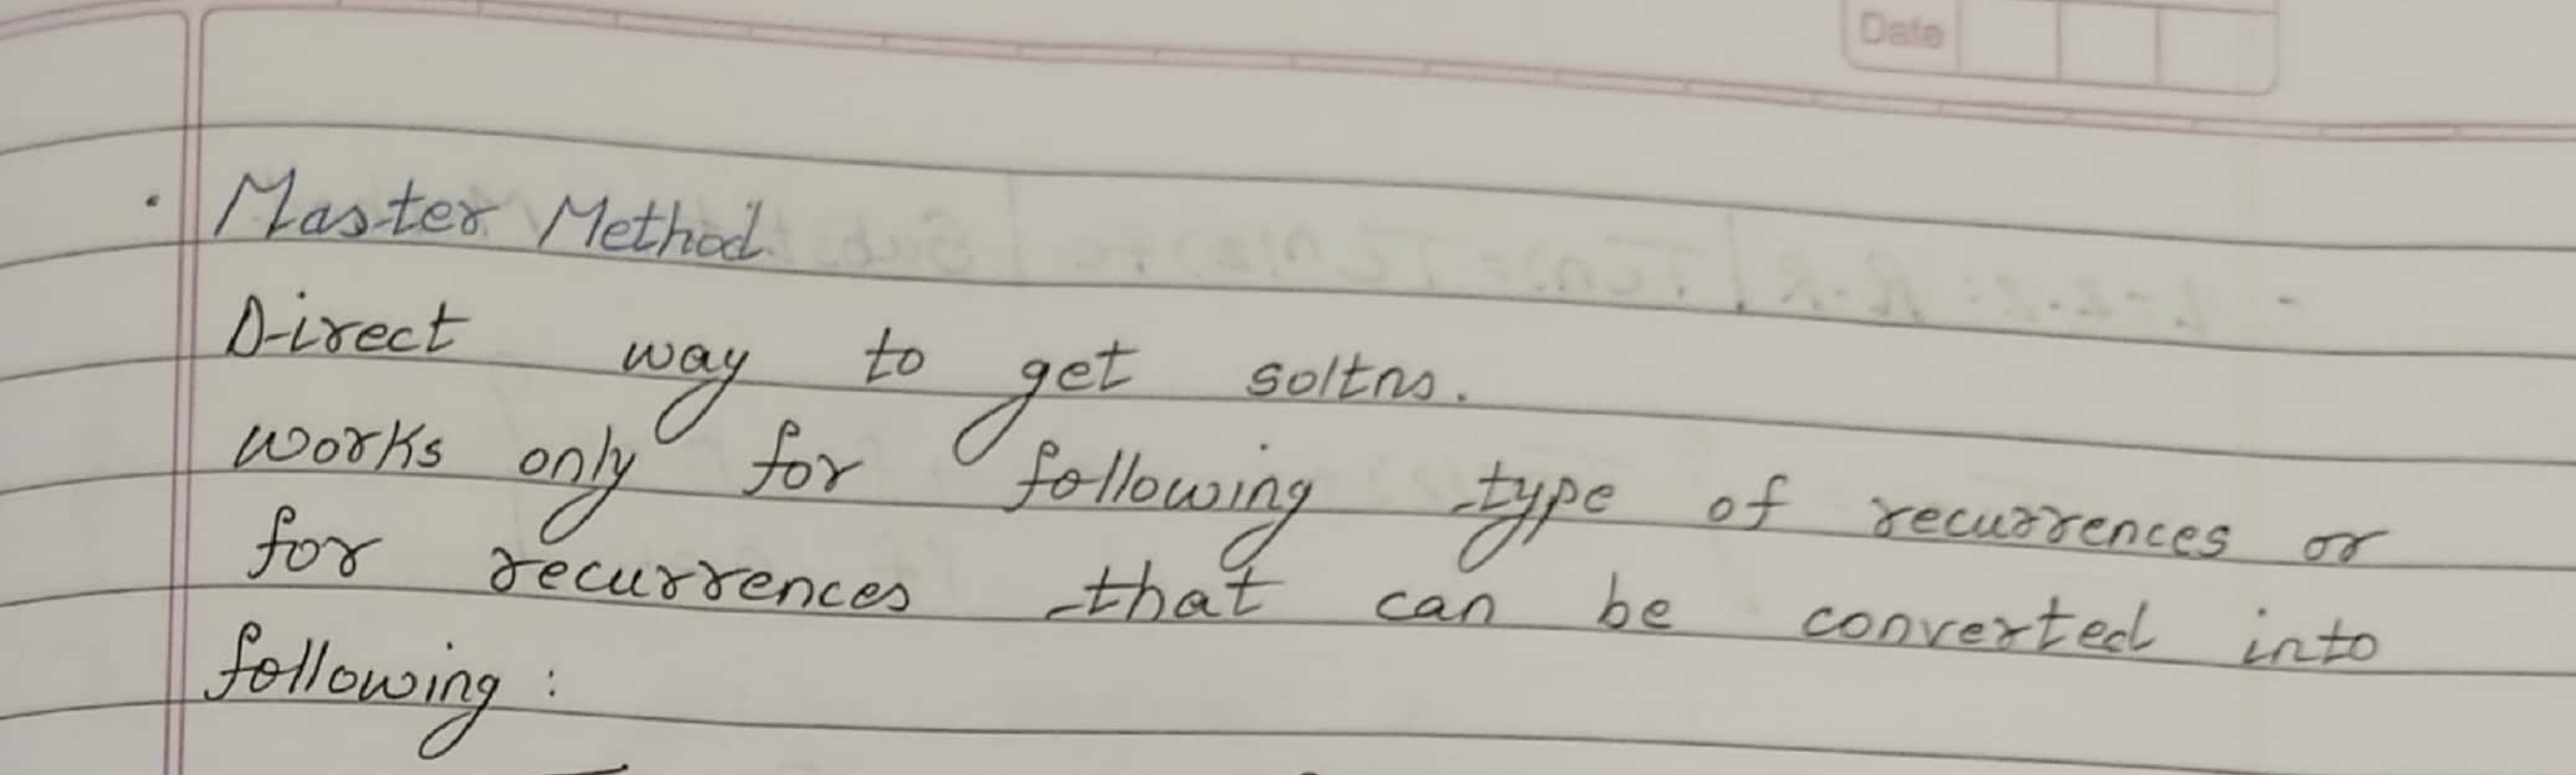 Date
· Master Method
Direct way to get soltns.
works only for following type of recurrences or
for recurrences that can be converted into
following :